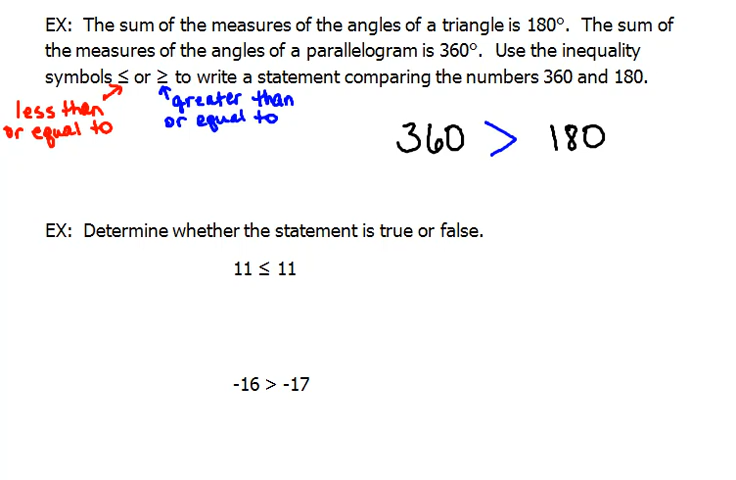 EX: The sum of the measures of the angles of a triangle is 180°. The sum of
the measures of the angles of a parallelogram is 360°. Use the inequality
symbols ≤ or ≥ to write a statement comparing the numbers 360 and 180.
less then
or equal to
greater than
or equal to
360 > 180
EX: Determine whether the statement is true or false.
11 ≤ 11
-16 > -17